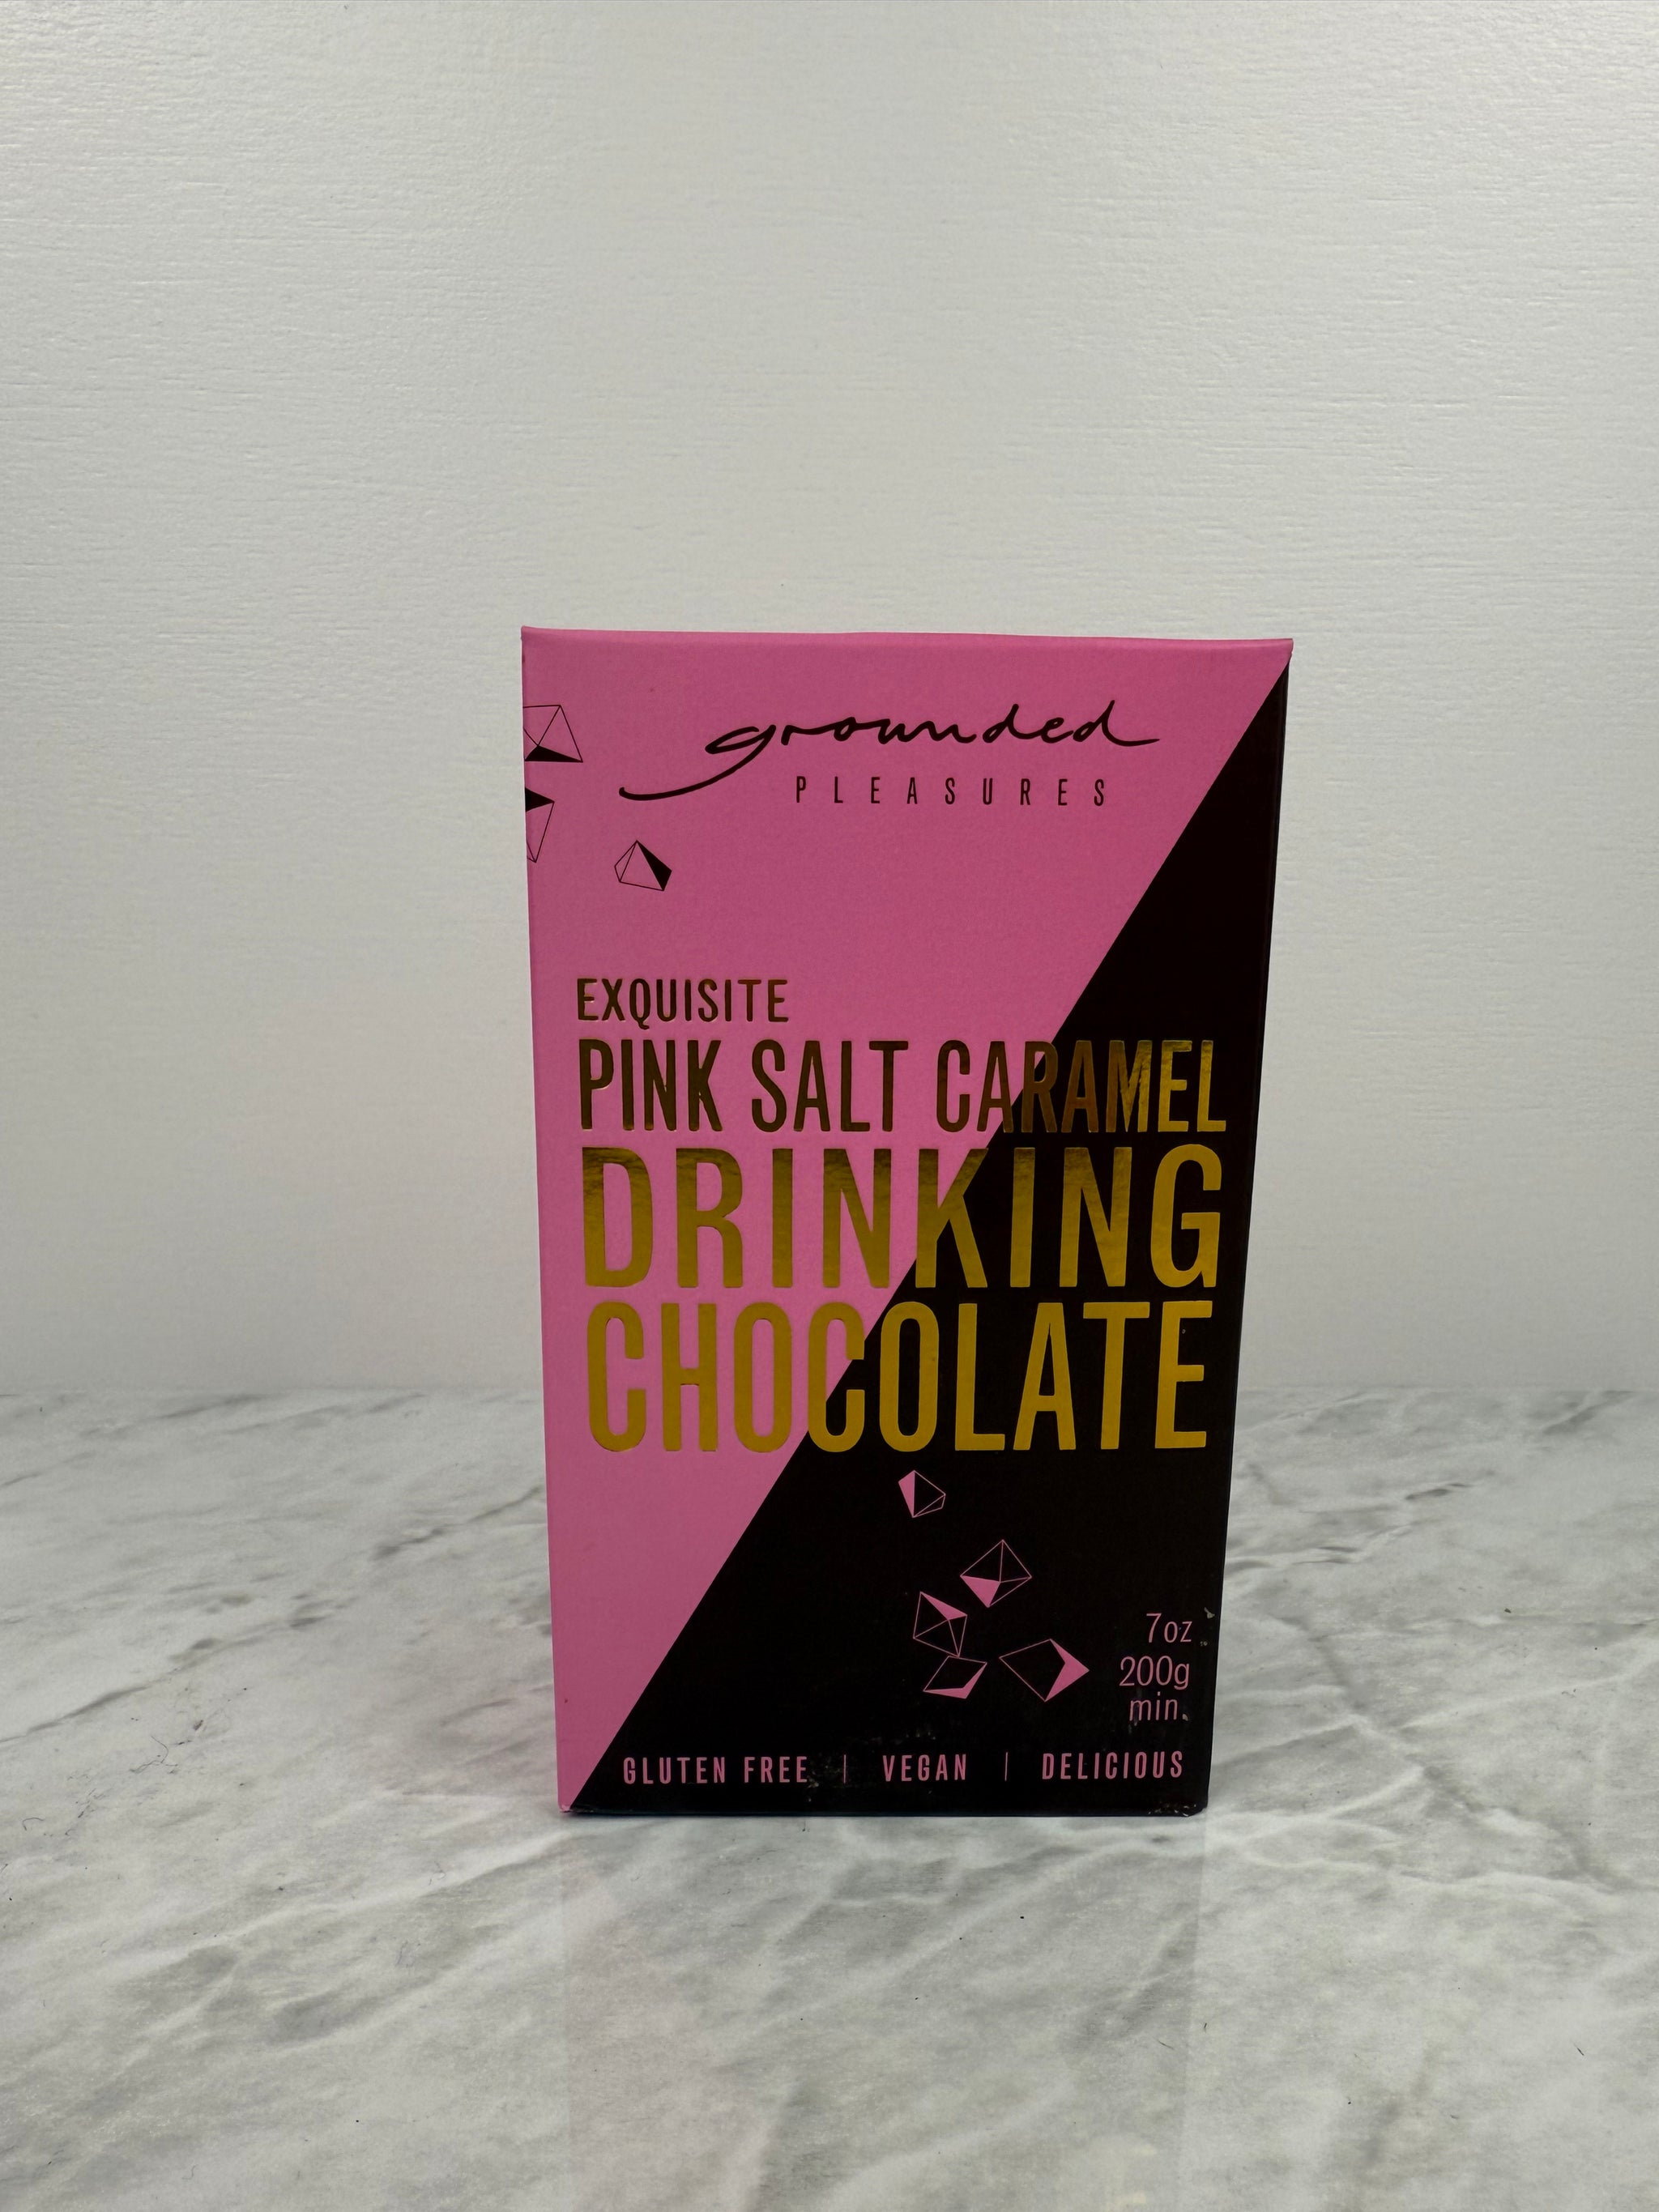 grounded
PLEASURES
EXQUISITE
PINK SALT CARAMEL
DRINKING
CHOCOLATE
7oz
200g
min.
GLUTEN FREE | VEGAN | DELICIOUS